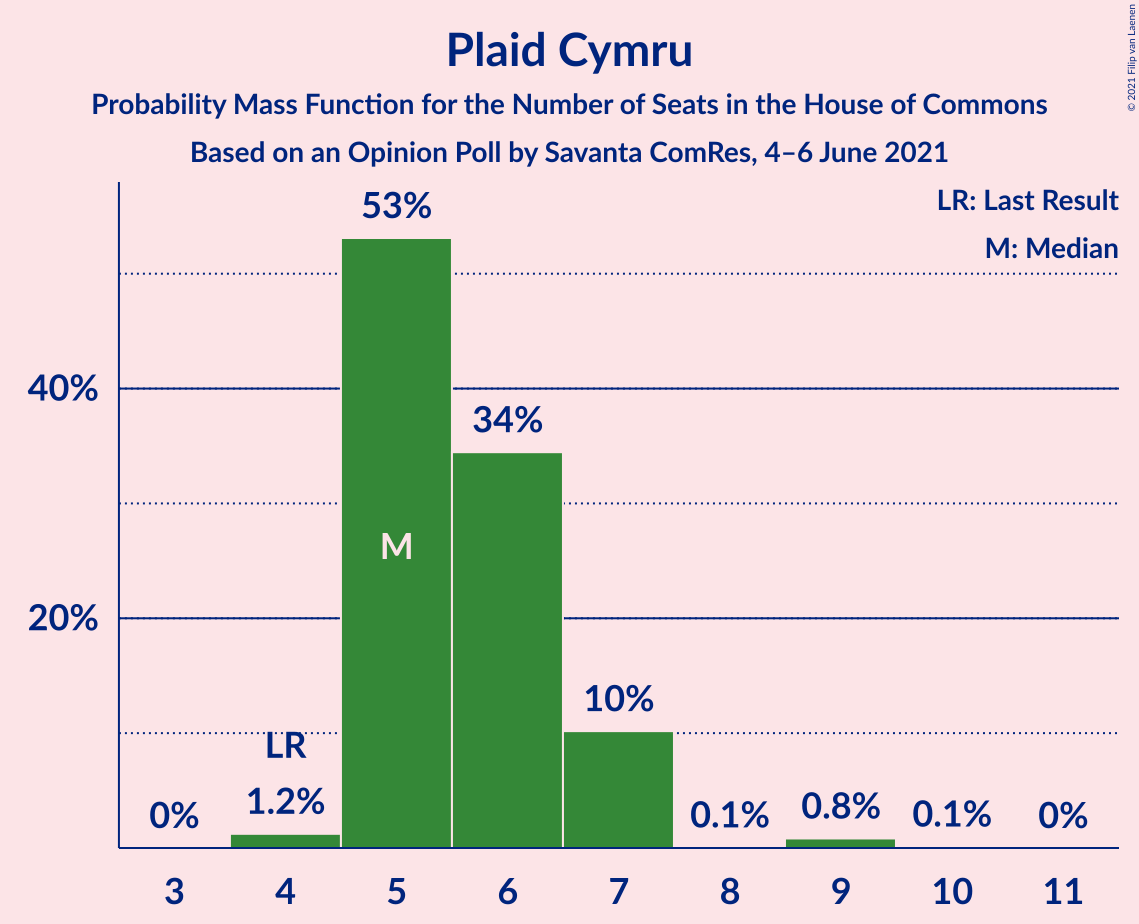 Plaid Cymru
Probability Mass Function for the Number of Seats in the House of Commons
Based on an Opinion Poll by Savanta ComRes, 4–6 June 2021
© 2021 Filip van Laenen
LR: Last Result
M: Median
53%
40%
34%
M
20%
10%
LR
0%
1.2%
0.1%
0.8%
0.1%
0%
3 4 5 6 7 8 9 10 11